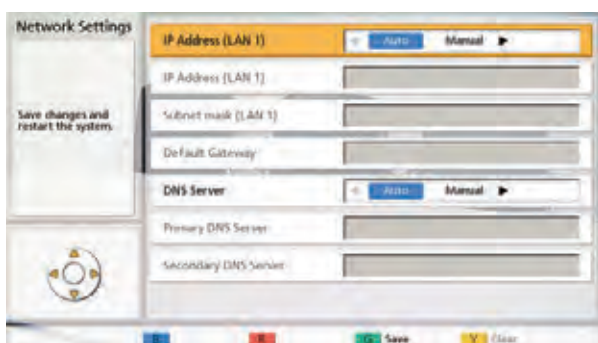 Network Settings
Save changes and
restart the system.
IP Address (LAN 1)
Auto Manual
IP Address (LAN 1)
Subnet mask (LAN 1)
Default Gateway
DNS Server
Auto Manual
Primary DNS Server
Secondary DNS Server
B R G Save Y Clear